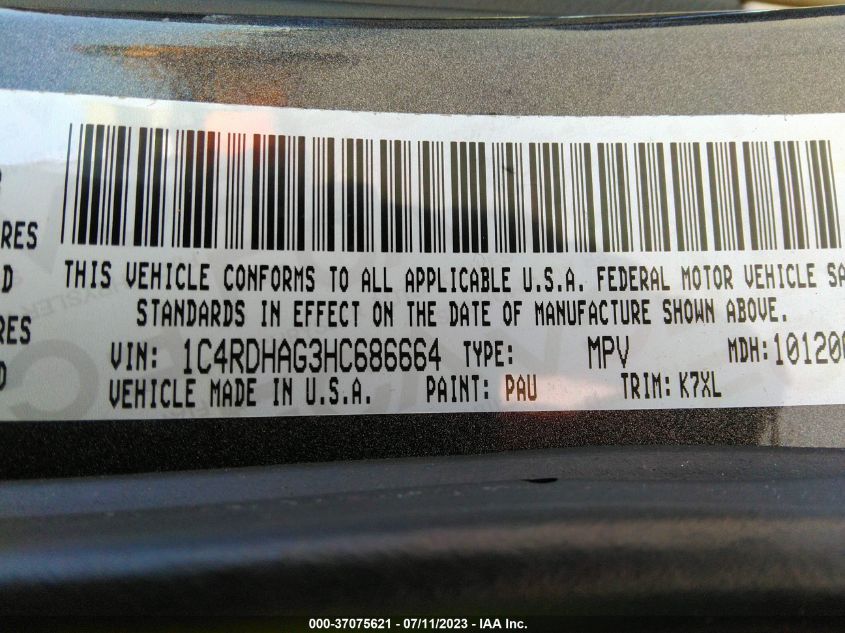 RES
D
RES
D
THIS VEHICLE CONFORMS TO ALL APPLICABLE U.S.A. FEDERAL MOTOR VEHICLE SA
STANDARDS IN EFFECT ON THE DATE OF MANUFACTURE SHOWN ABOVE.
VIN: 1C4RDHAG3HC686664 TYPE: MPV MDH: 10120
VEHICLE MADE IN U.S.A. PAINT: PAU TRIM: K7XL
000-37075621 - 07/11/2023 - IAA Inc.